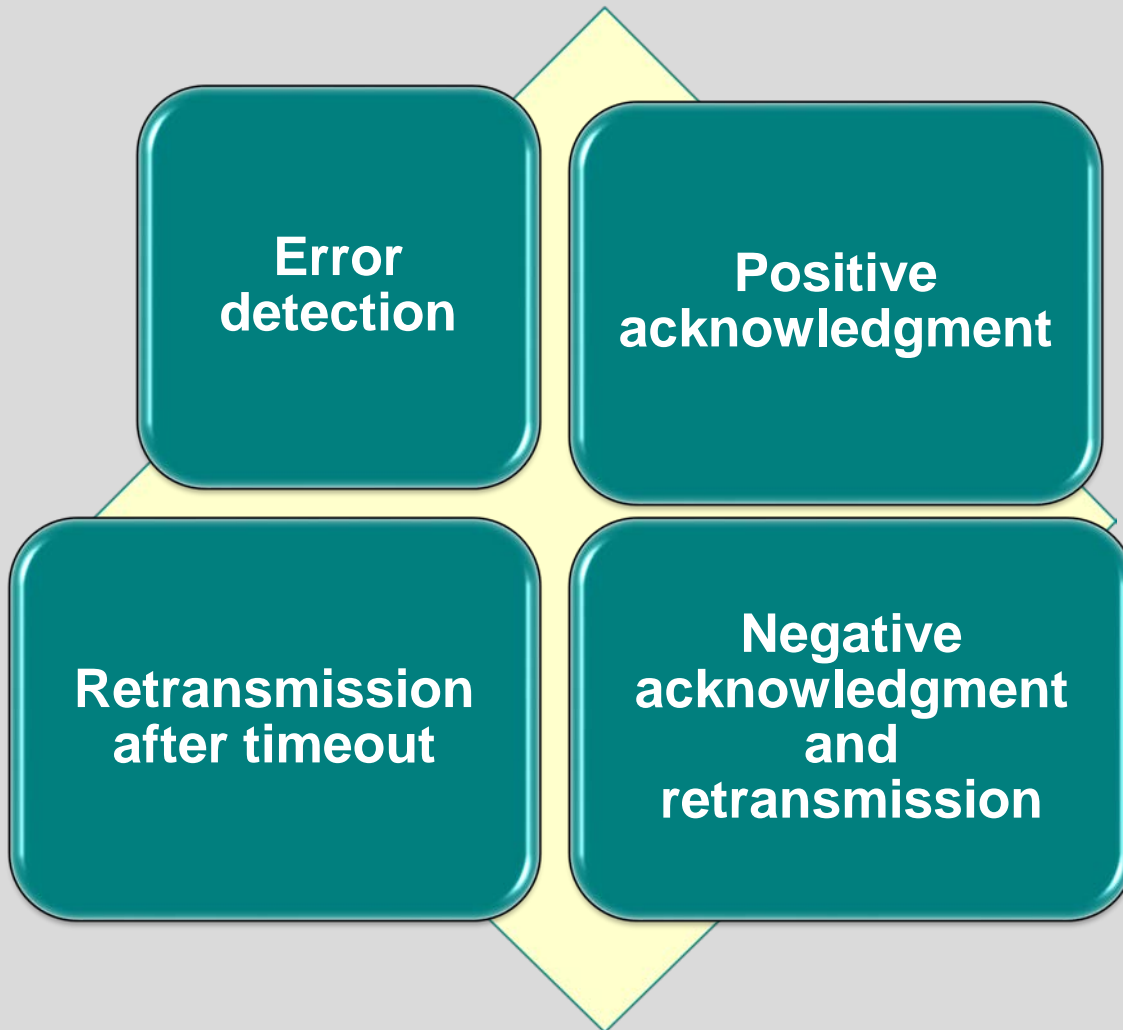 Error
detection
Positive
acknowledgment
Retransmission
after timeout
Negative
acknowledgment
and
retransmission